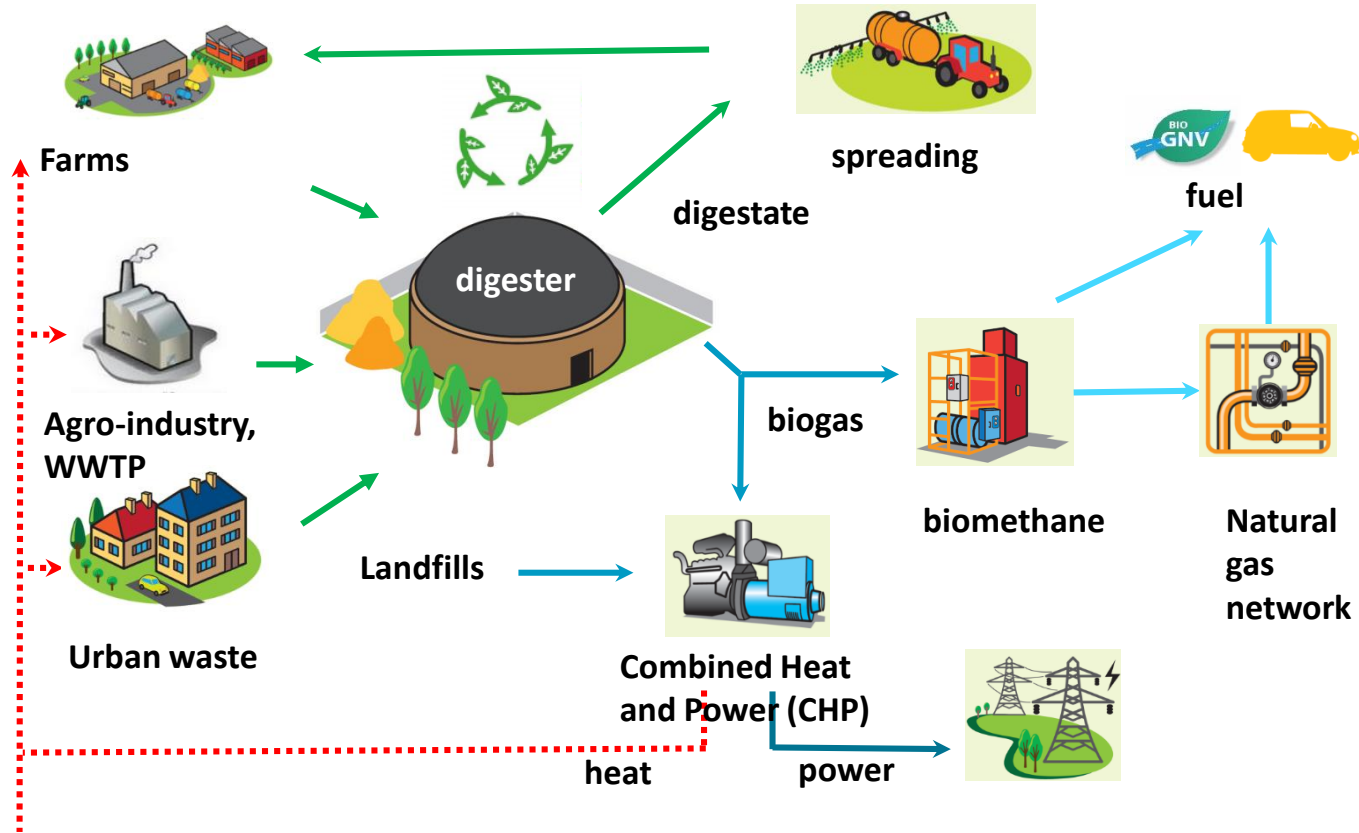 Farms
spreading
BIO
GNV
fuel
digestate
digester
Agro-industry,
WWTP
biogas
biomethane
Natural
gas
network
Landfills
Urban waste
Combined Heat
and Power (CHP)
heat
power